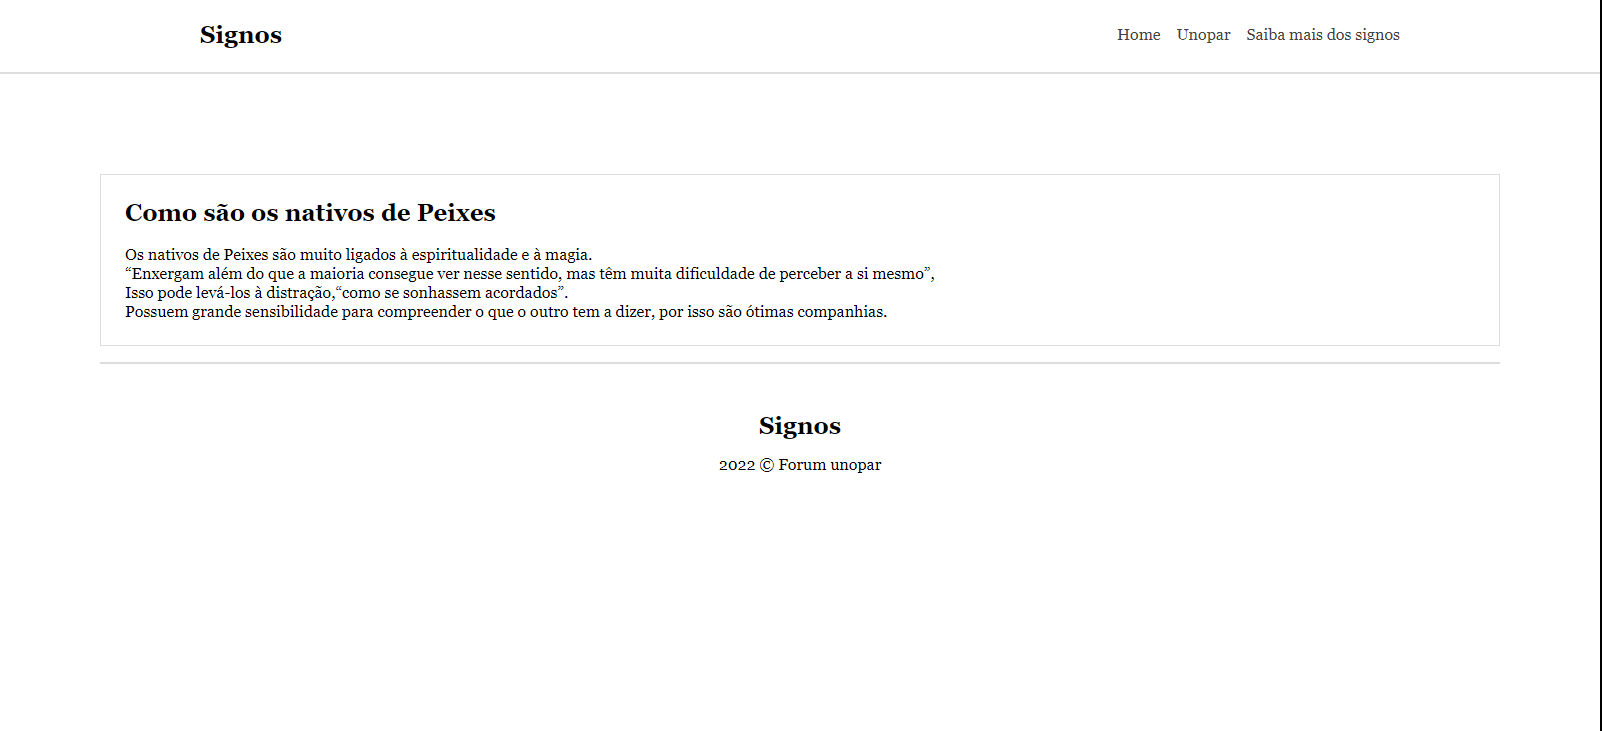 Signos
Home Unopar Saiba mais dos signos
Como são os nativos de Peixes
Os nativos de Peixes são muito ligados à espiritualidade e à magia.
“Enxergam além do que a maioria consegue ver nesse sentido, mas têm muita dificuldade de perceber a si mesmo”,
Isso pode levá-los à distração,“como se sonhassem acordados”.
Possuem grande sensibilidade para compreender o que o outro tem a dizer, por isso são ótimas companhias.
Signos
2022 © Forum unopar